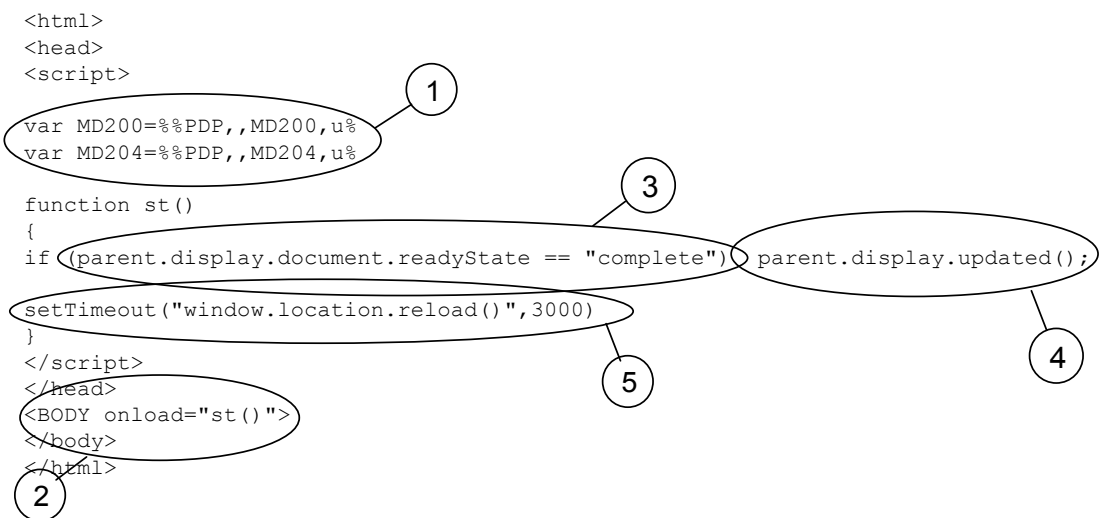 <html>
<head>
<script>
1
var MD200=%%PDP,,MD200,u%
var MD204=%%PDP,,MD204,u%
3
function st()
{
if (parent.display.document.readyState == "complete") parent.display.updated();
setTimeout("window.location.reload()",3000)
}
4
</script>
5
</head>
<BODY onload="st()">
</body>
</html>
2